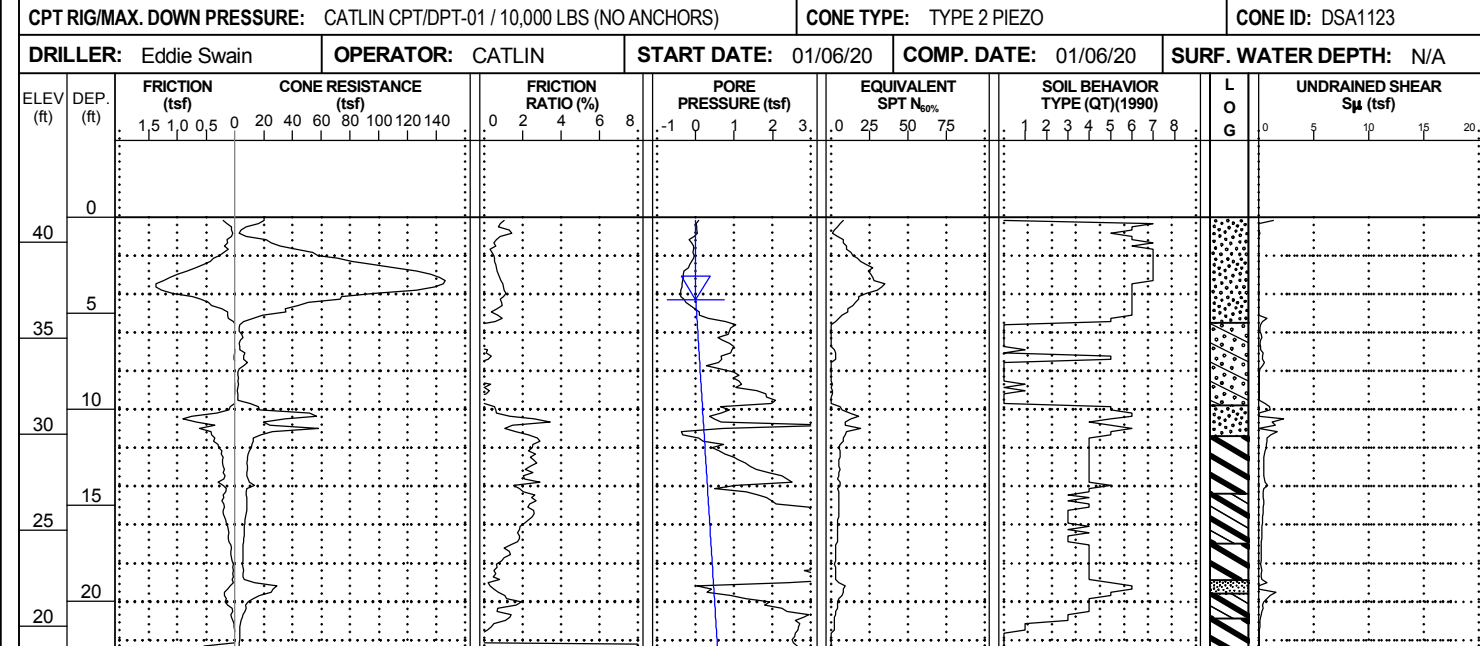 CPT RIG/MAX. DOWN PRESSURE: CATLIN CPT/DPT-01 / 10,000 LBS (NO ANCHORS) CONE TYPE: TYPE 2 PIEZO CONE ID: DSA1123
DRILLER: Eddie Swain OPERATOR: CATLIN START DATE: 01/06/20 COMP. DATE: 01/06/20 SURF. WATER DEPTH: N/A
ELEV (ft)
DEP. (ft)
FRICTION (tsf)
1.5 1.0 0.5 0
CONE RESISTANCE (tsf)
20 40 60 80 100 120 140
FRICTION RATIO (%)
0 2 4 6 8
PORE PRESSURE (tsf)
-1 0 1 2 3
EQUIVALENT SPT N60%
0 25 50 75
SOIL BEHAVIOR TYPE (QT)(1990)
1 2 3 4 5 6 7 8
L
O
G
UNDRAINED SHEAR
Sμ (tsf)
0 5 10 15 20
0
40
5
35
10
30
15
25
20
20